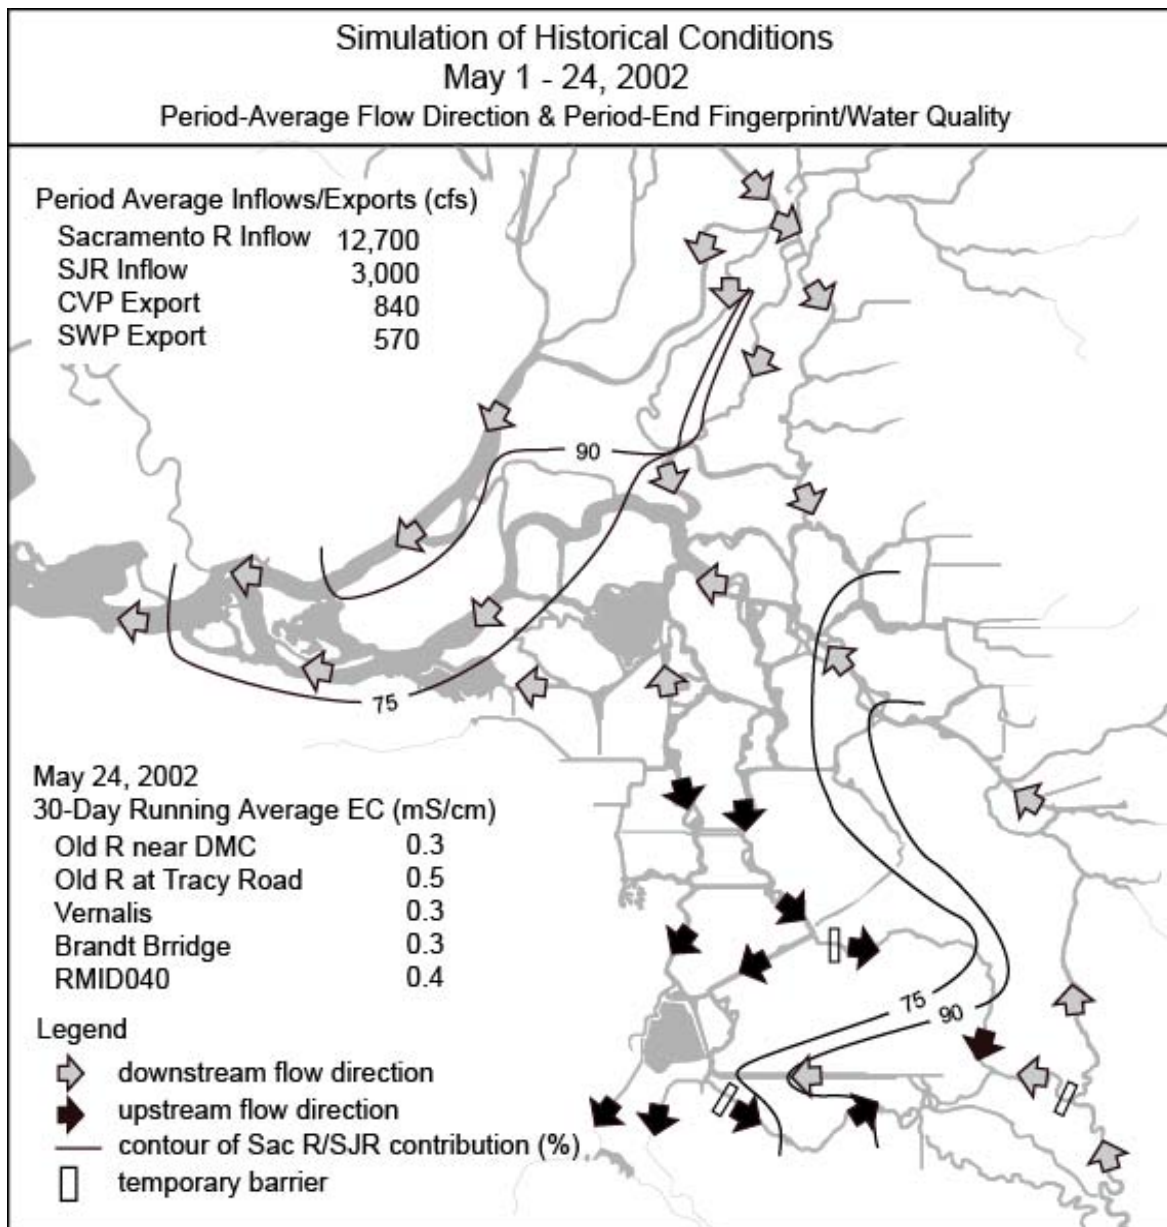 Simulation of Historical Conditions
May 1 - 24, 2002
Period-Average Flow Direction & Period-End Fingerprint/Water Quality
Period Average Inflows/Exports (cfs)
Sacramento R Inflow 12,700
SJR Inflow 3,000
CVP Export 840
SWP Export 570
90
75
May 24, 2002
30-Day Running Average EC (mS/cm)
Old R near DMC 0.3
Old R at Tracy Road 0.5
Vernalis 0.3
Brandt Brridge 0.3
RMID040 0.4
75
90
Legend
downstream flow direction
upstream flow direction
contour of Sac R/SJR contribution (%)
temporary barrier